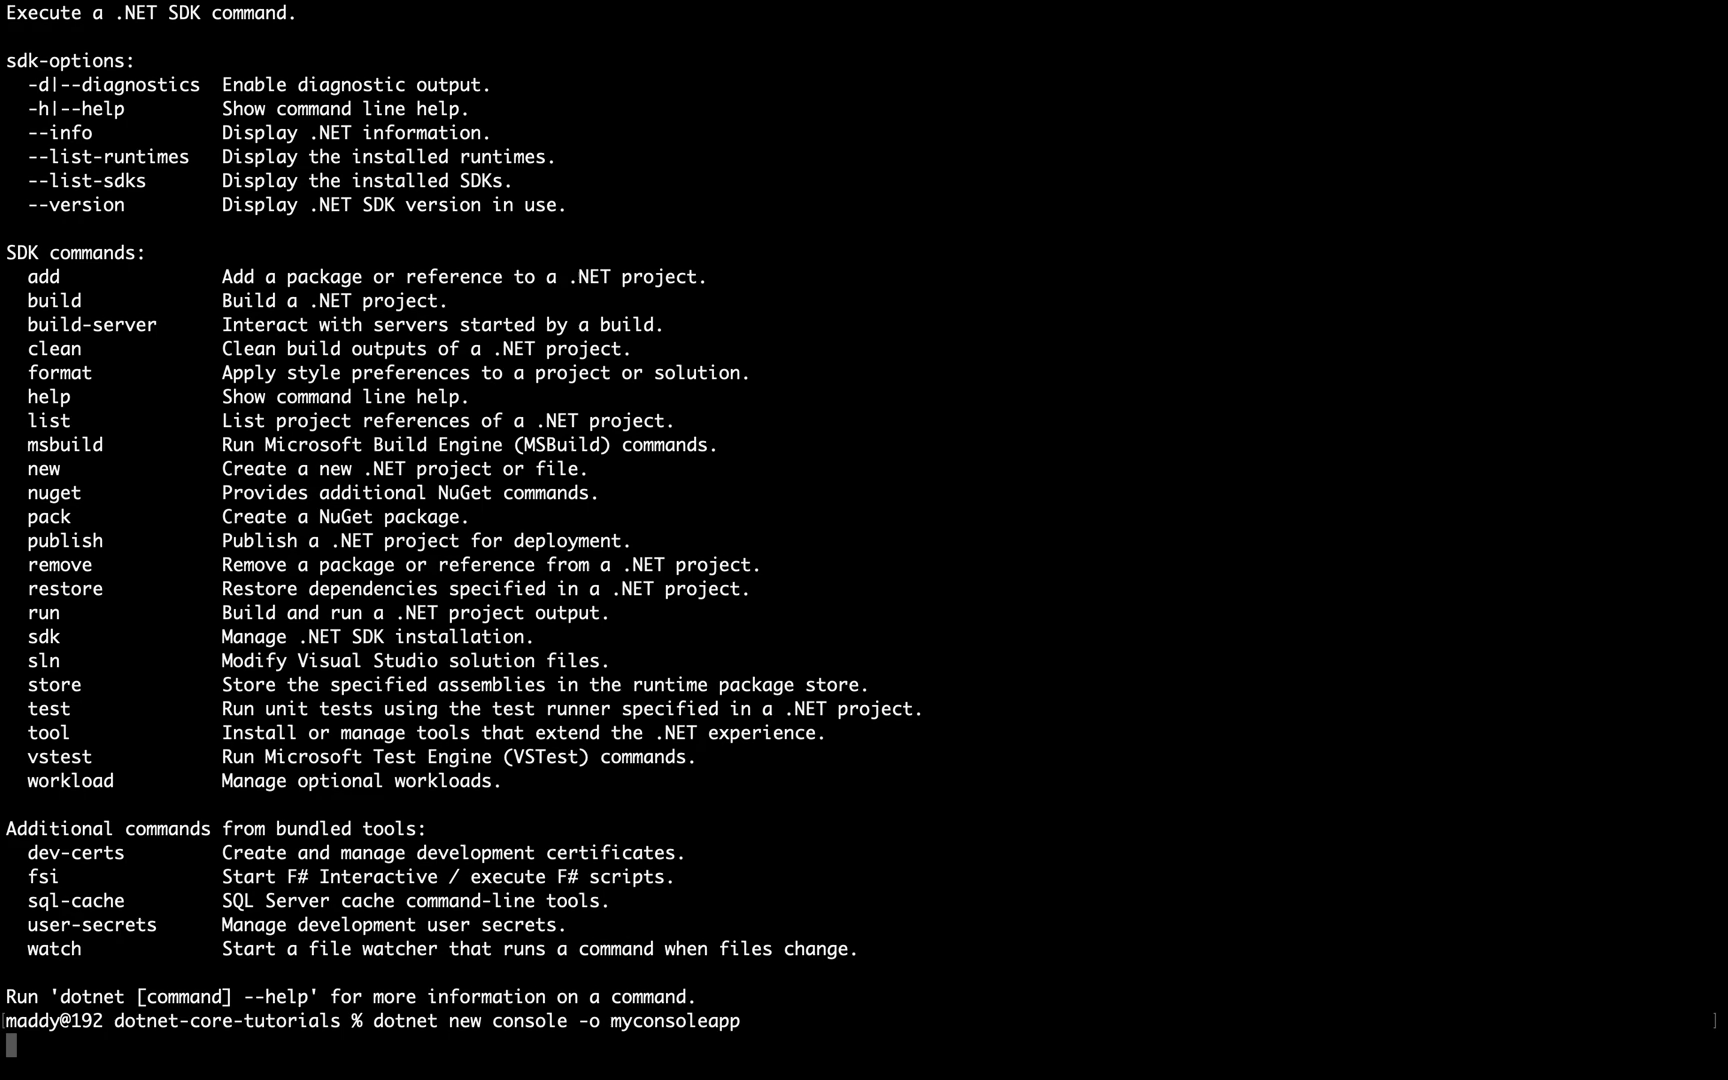 Execute a .NET SDK command.

sdk-options:
  -d|--diagnostics  Enable diagnostic output.
  -h|--help         Show command line help.
  --info            Display .NET information.
  --list-runtimes   Display the installed runtimes.
  --list-sdks       Display the installed SDKs.
  --version         Display .NET SDK version in use.

SDK commands:
  add               Add a package or reference to a .NET project.
  build             Build a .NET project.
  build-server      Interact with servers started by a build.
  clean             Clean build outputs of a .NET project.
  format            Apply style preferences to a project or solution.
  help              Show command line help.
  list              List project references of a .NET project.
  msbuild           Run Microsoft Build Engine (MSBuild) commands.
  new               Create a new .NET project or file.
  nuget             Provides additional NuGet commands.
  pack              Create a NuGet package.
  publish           Publish a .NET project for deployment.
  remove            Remove a package or reference from a .NET project.
  restore           Restore dependencies specified in a .NET project.
  run               Build and run a .NET project output.
  sdk               Manage .NET SDK installation.
  sln               Modify Visual Studio solution files.
  store             Store the specified assemblies in the runtime package store.
  test              Run unit tests using the test runner specified in a .NET project.
  tool              Install or manage tools that extend the .NET experience.
  vstest            Run Microsoft Test Engine (VSTest) commands.
  workload          Manage optional workloads.

Additional commands from bundled tools:
  dev-certs         Create and manage development certificates.
  fsi               Start F# Interactive / execute F# scripts.
  sql-cache         SQL Server cache command-line tools.
  user-secrets      Manage development user secrets.
  watch             Start a file watcher that runs a command when files change.

Run 'dotnet [command] --help' for more information on a command.
[maddy@192 dotnet-core-tutorials % dotnet new console -o myconsoleapp ]